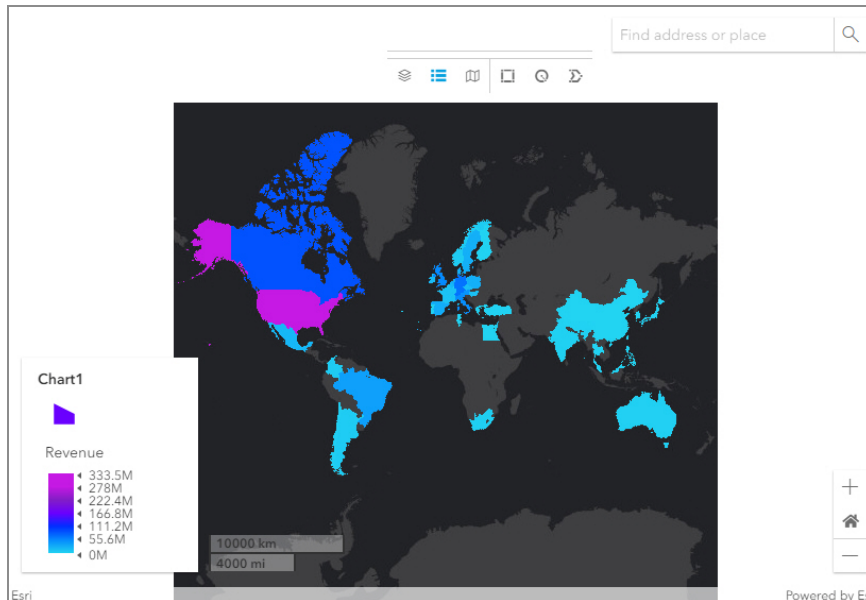 Find address or place
Chart1
Revenue
333.5M
278M
222.4M
166.8M
111.2M
55.6M
0M
10000 km
4000 mi
Esri
Powered by